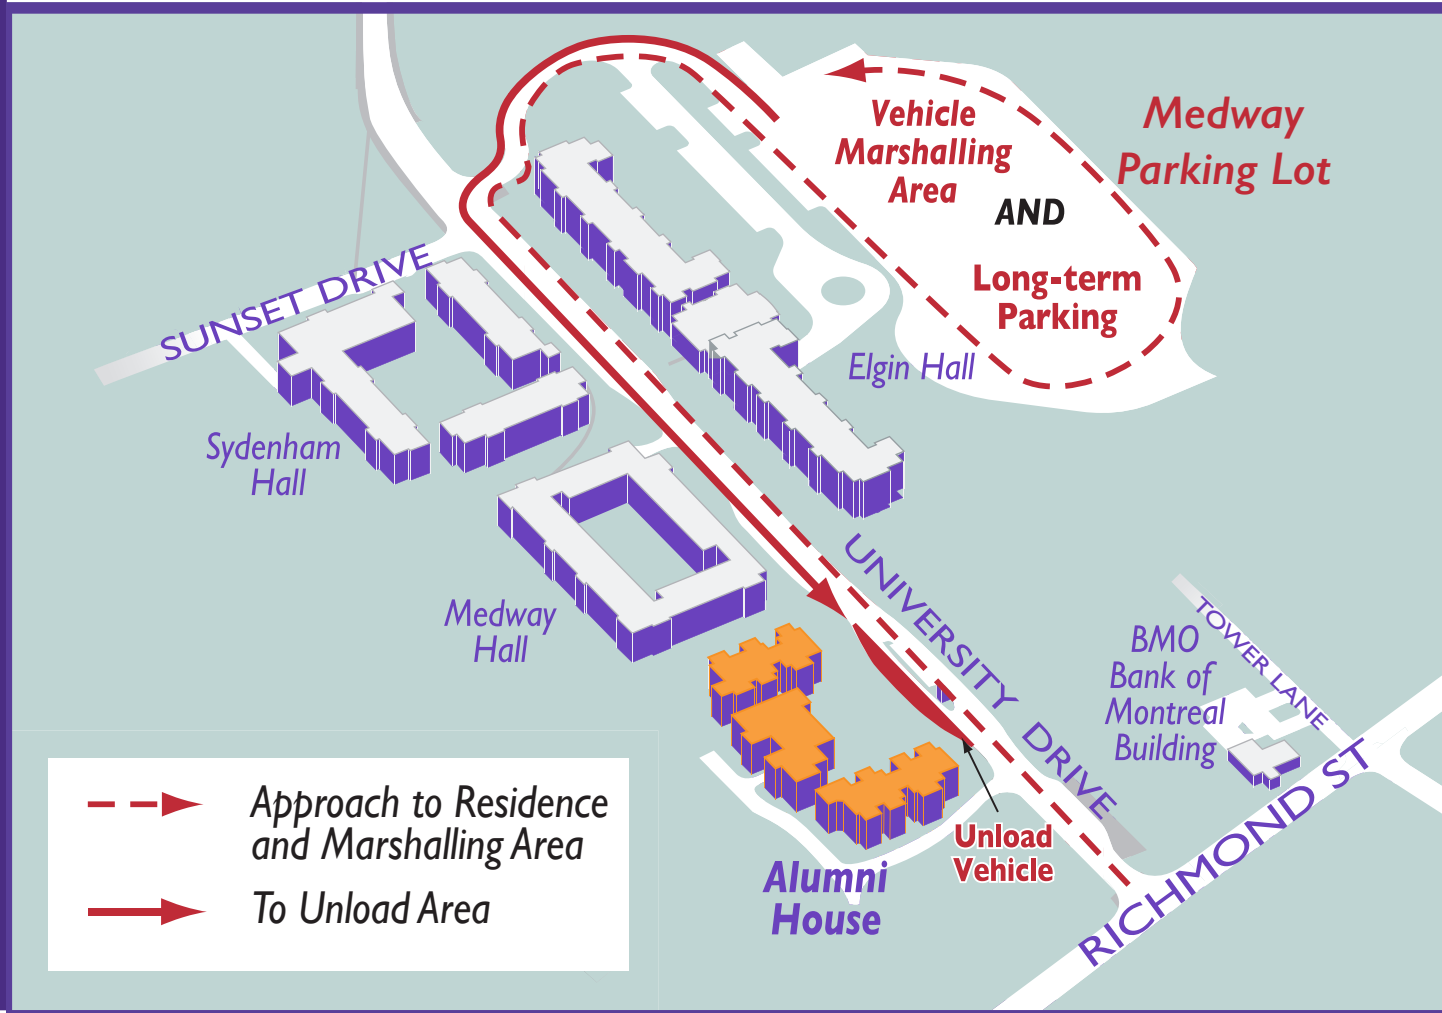 Vehicle
Marshalling
Area
AND
Long-term
Parking
Medway
Parking Lot
SUNSET DRIVE
Elgin Hall
Sydenham
Hall
Medway
Hall
UNIVERSITY DRIVE
TOWER LANE
BMO
Bank of
Montreal
Building
RICHMOND ST
Unload
Vehicle
Alumni
House
Approach to Residence
and Marshalling Area
To Unload Area